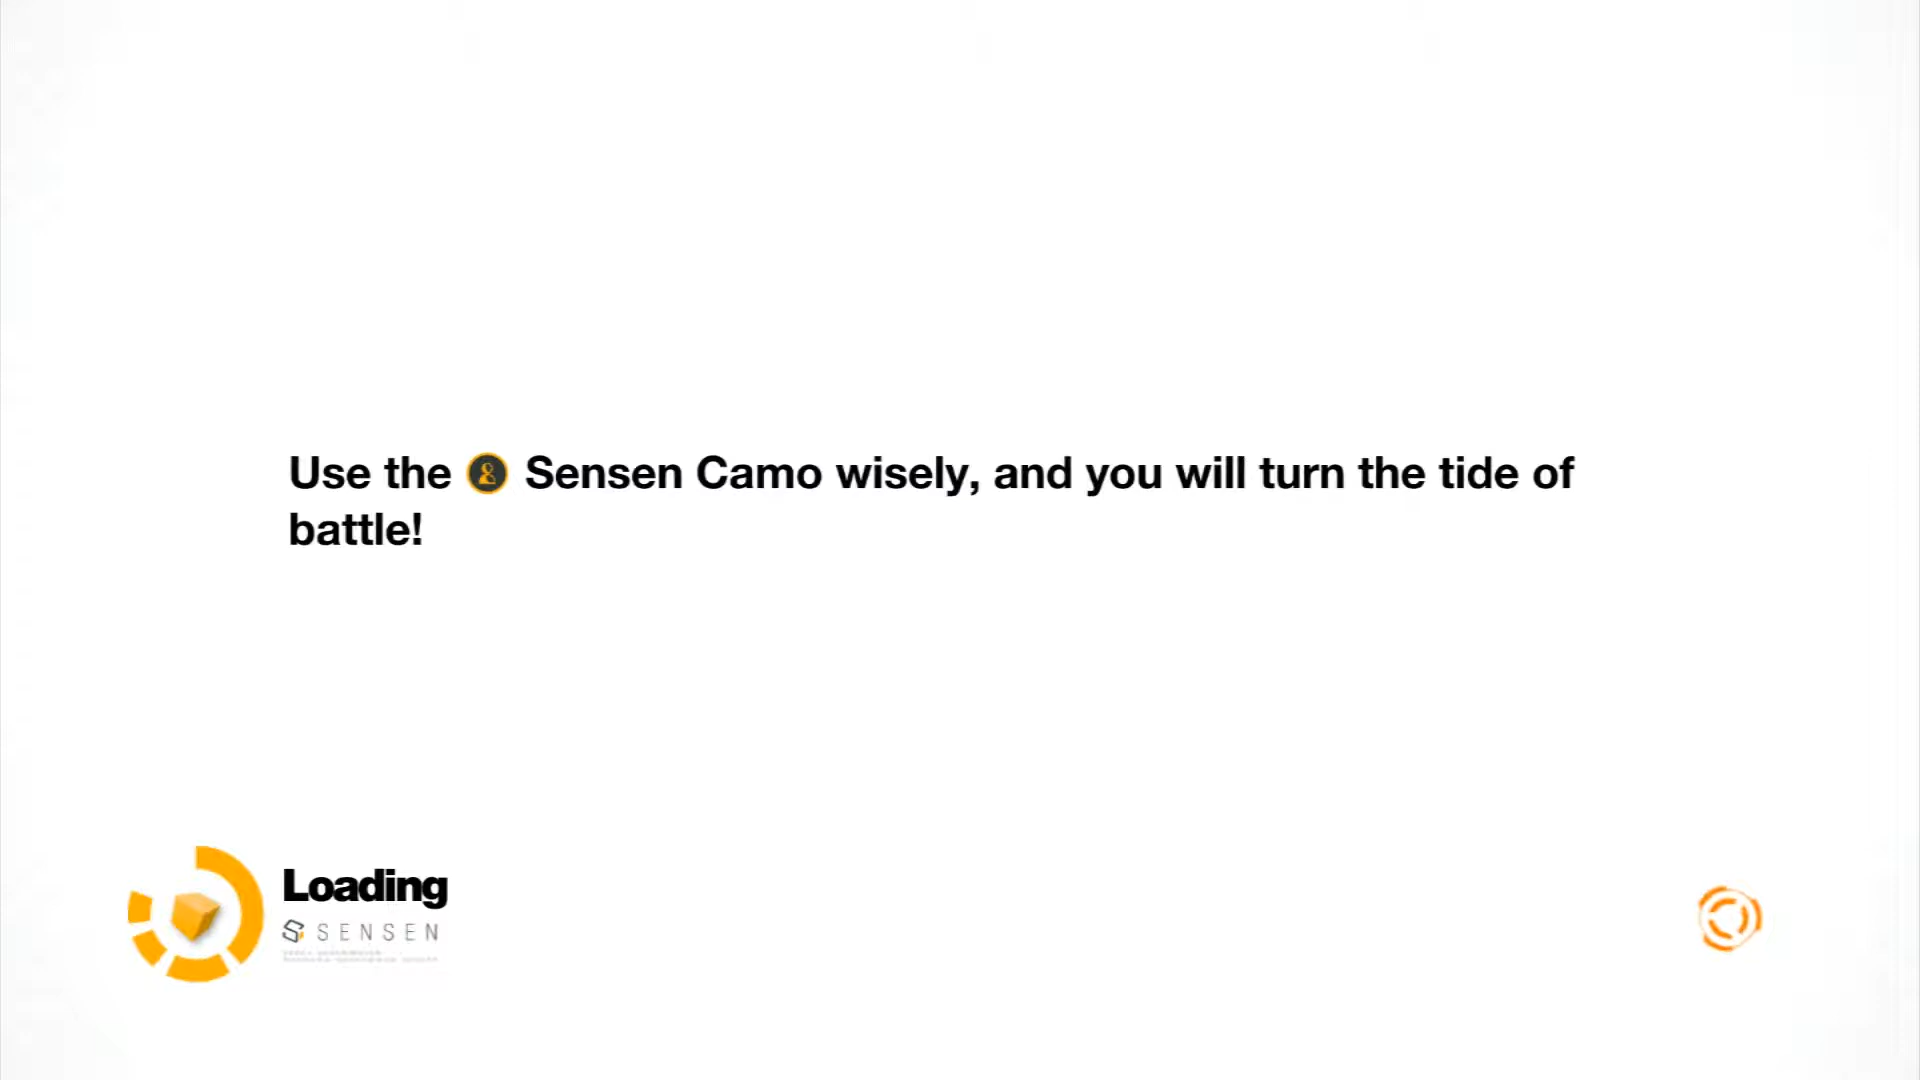 Use the Sensen Camo wisely, and you will turn the tide of
battle!
Loading
SENSEN